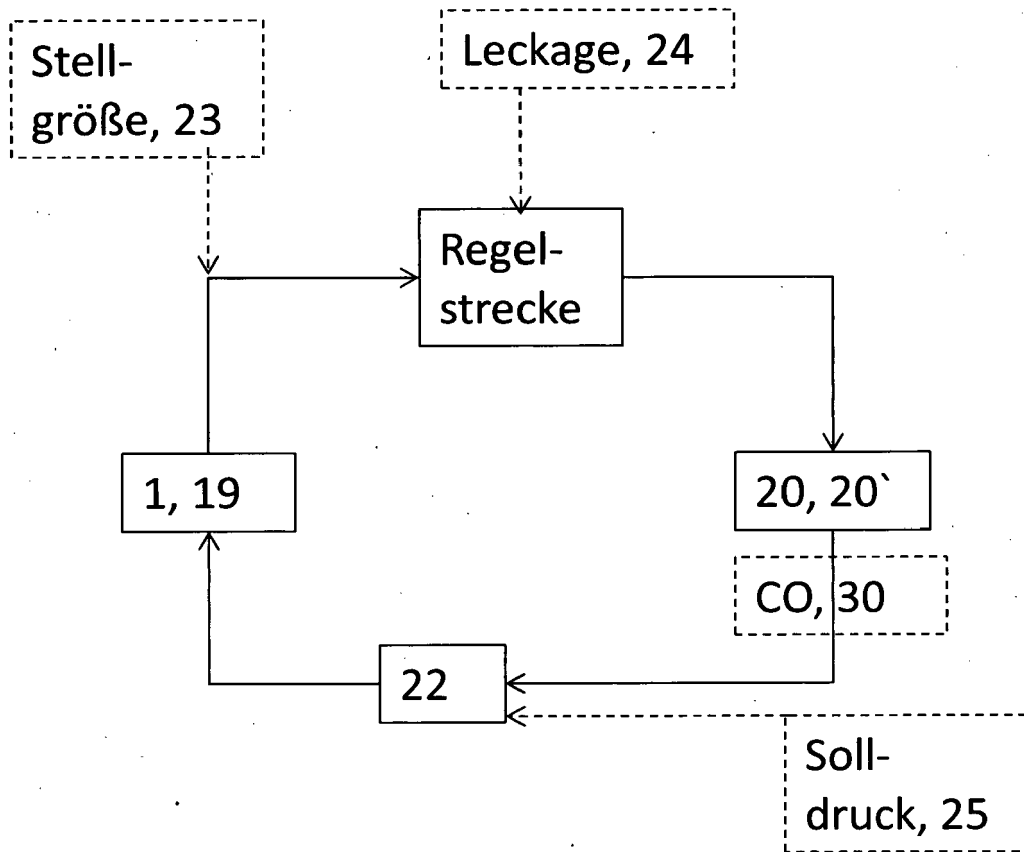 Stell-
größe, 23
Leckage, 24
Regel-
strecke
1, 19
20, 20`
CO, 30
22
Soll-
druck, 25